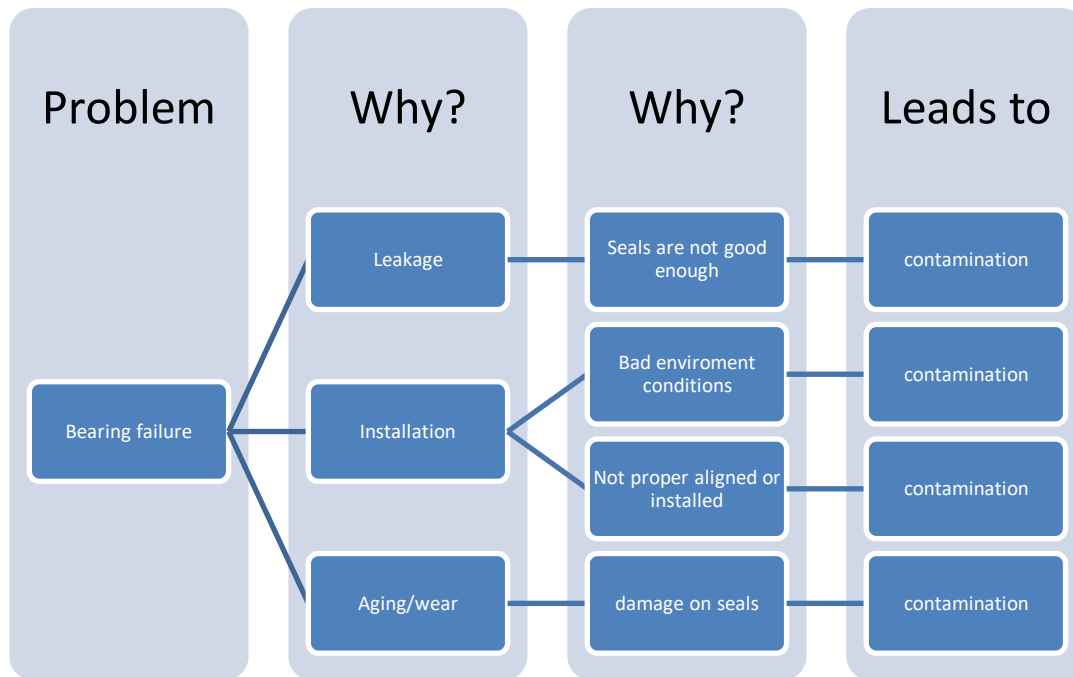 Problem
Why?
Why?
Leads to
Leakage
Seals are not good
enough
contamination
Bad enviroment
conditions
contamination
Bearing failure
Installation
Not proper aligned or
installed
contamination
Aging/wear
damage on seals
contamination